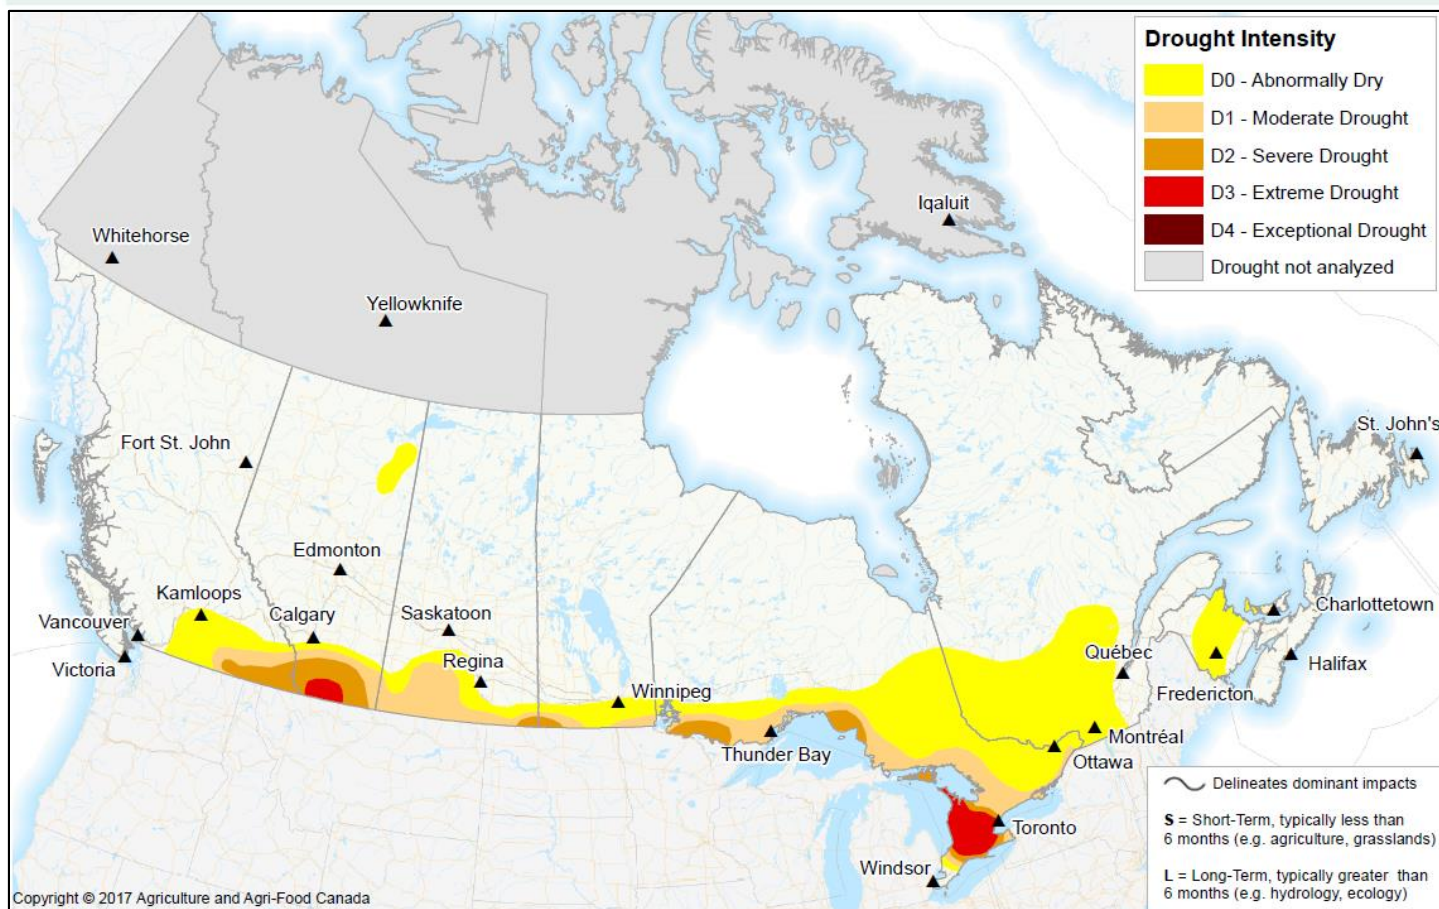 Drought Intensity
D0 - Abnormally Dry
D1 - Moderate Drought
D2 - Severe Drought
D3 - Extreme Drought
D4 - Exceptional Drought
Drought not analyzed
Iqaluit
Whitehorse
Yellowknife
St. John's
Fort St. John
Edmonton
Kamloops
Calgary
Saskatoon
Vancouver
Charlottetown
Victoria
Regina
Québec
Halifax
Winnipeg
Fredericton
Montréal
Thunder Bay
Ottawa
Toronto
Windsor
Delineates dominant impacts
S = Short-Term, typically less than
6 months (e.g. agriculture, grasslands)
L = Long-Term, typically greater than
6 months (e.g. hydrology, ecology)
Copyright © 2017 Agriculture and Agri-Food Canada